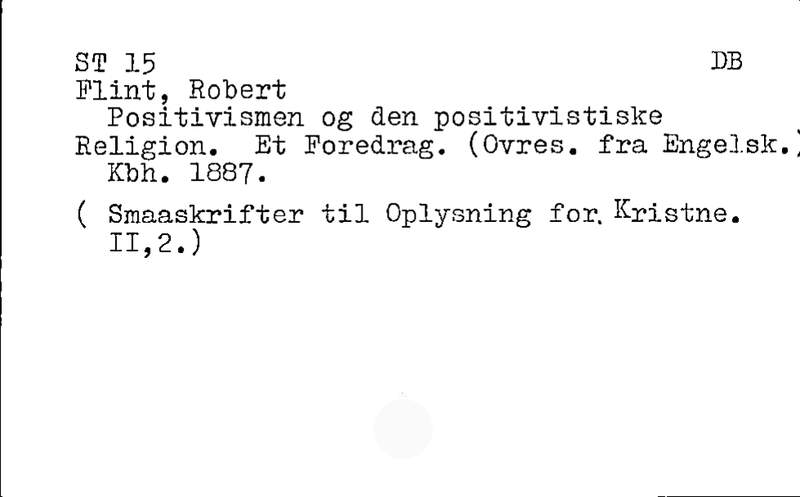 ST 15 DB
Flint, Robert
Positivismen og den positivistiske
Religion. Et Foredrag. (Ovres. fra Engelsk.)
Kbh. 1887.
( Smaaskrifter til Oplysning for. Kristne.
II,2.)